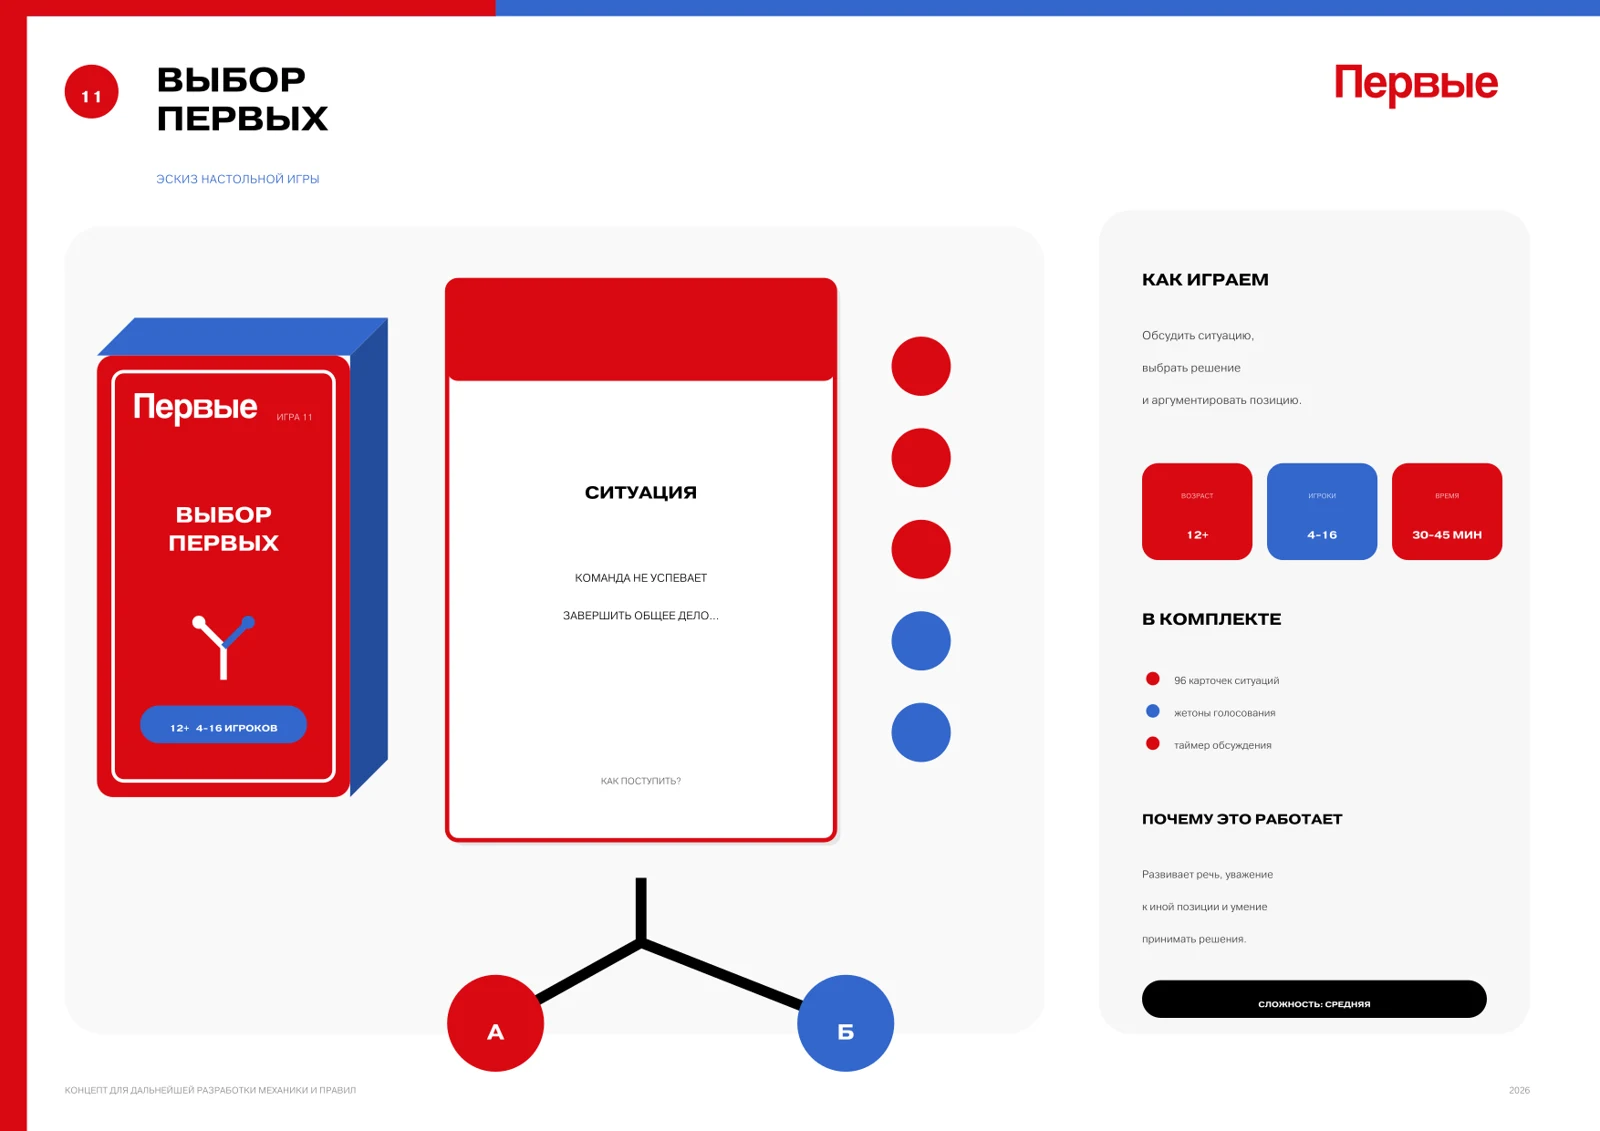 11
ВЫБОР
ПЕРВЫХ
Первые
ЭСКИЗ НАСТОЛЬНОЙ ИГРЫ
Первые
ИГРА 11
ВЫБОР
ПЕРВЫХ
12+ 4-16 ИГРОКОВ
СИТУАЦИЯ
КОМАНДА НЕ УСПЕВАЕТ
ЗАВЕРШИТЬ ОБЩЕЕ ДЕЛО...
КАК ПОСТУПИТЬ?
А
Б
КАК ИГРАЕМ
Обсудить ситуацию,
выбрать решение
и аргументировать позицию.
ВОЗРАСТ
12+
ИГРОКИ
4-16
ВРЕМЯ
30-45 МИН
В КОМПЛЕКТЕ
96 карточек ситуаций
жетоны голосования
таймер обсуждения
ПОЧЕМУ ЭТО РАБОТАЕТ
Развивает речь, уважение
к иной позиции и умение
принимать решения.
СЛОЖНОСТЬ: СРЕДНЯЯ
КОНЦЕПТ ДЛЯ ДАЛЬНЕЙШЕЙ РАЗРАБОТКИ МЕХАНИКИ И ПРАВИЛ
2026